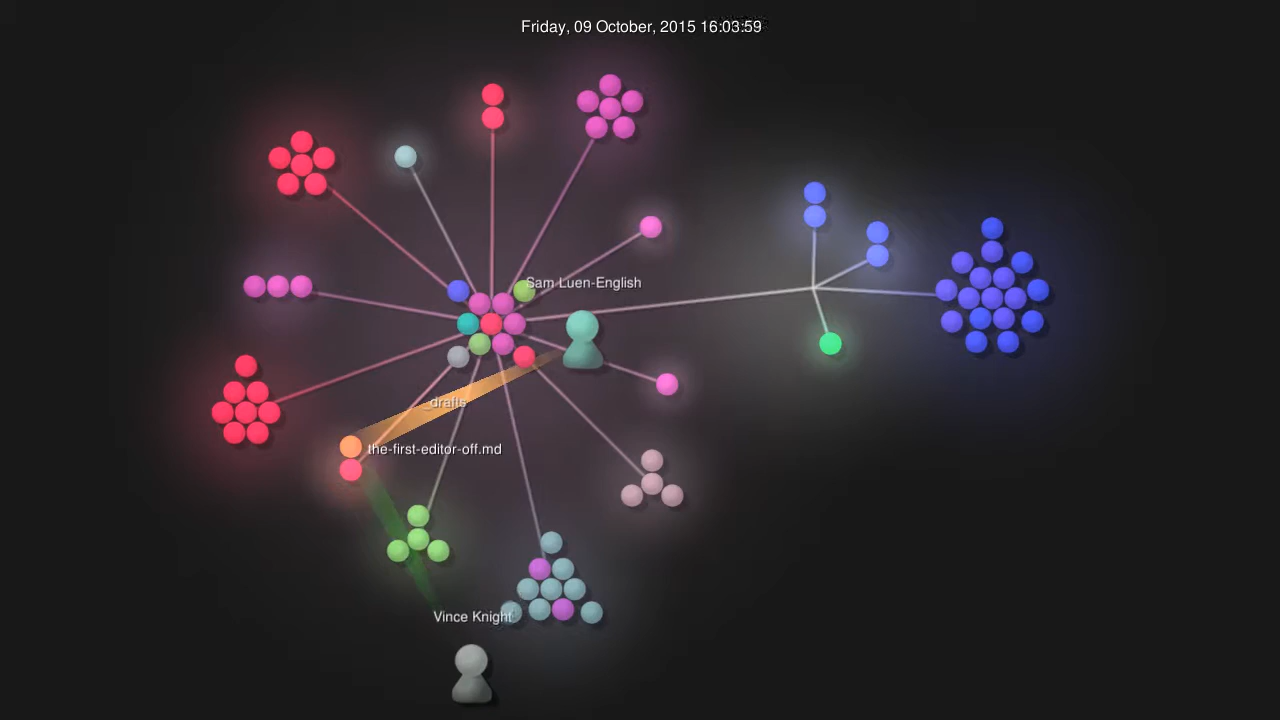 Friday, 09 October, 2015 16:03:59
Sam Luen-English
_drafts
the-first-editor-off.md
Vince Knight